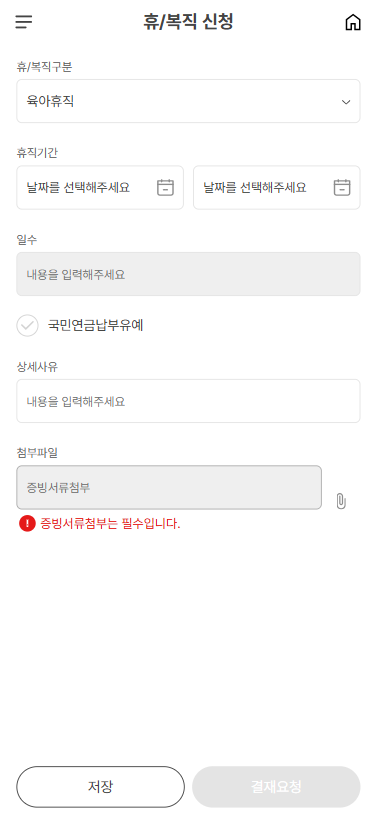 휴/복직 신청
휴/복직구분
육아휴직
휴직기간
날짜를 선택해주세요 날짜를 선택해주세요
일수
내용을 입력해주세요
국민연금납부유예
상세사유
내용을 입력해주세요
첨부파일
증빙서류첨부
증빙서류첨부는 필수입니다.
저장 결재요청